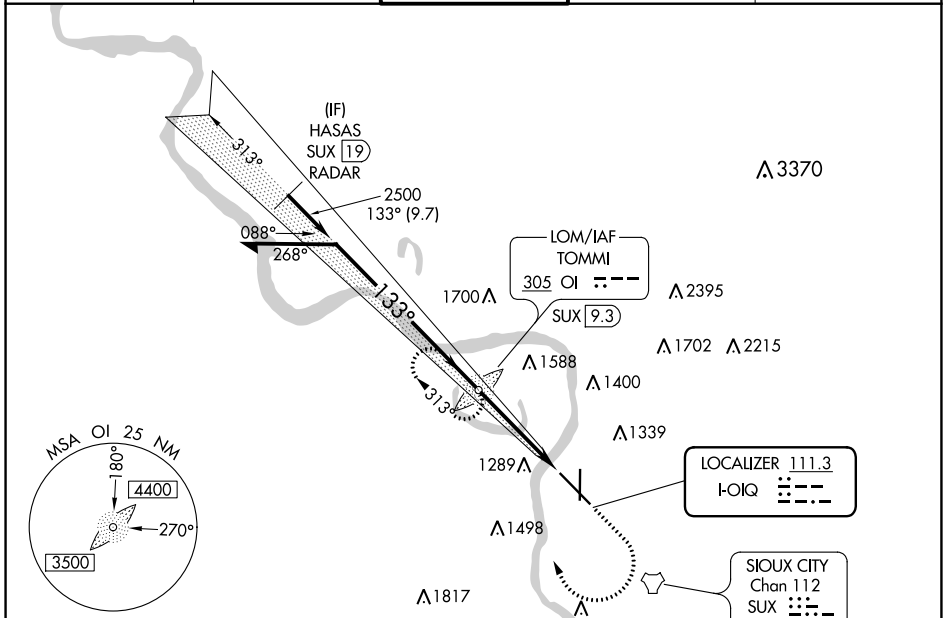 (IF)
HASAS
SUX 19
RADAR
313°
2500
133° (9.7)
3370
088°
268°
LOM/IAF
TOMMI
305 OI
SUX 9.3
1700
2395
133°
1588
1702
2215
1400
313°
1339
MSA OI 25 NM
180°
4400
270°
3500
1289
LOCALIZER 111.3
I-OIQ
1498
SIOUX CITY
Chan 112
SUX
1817